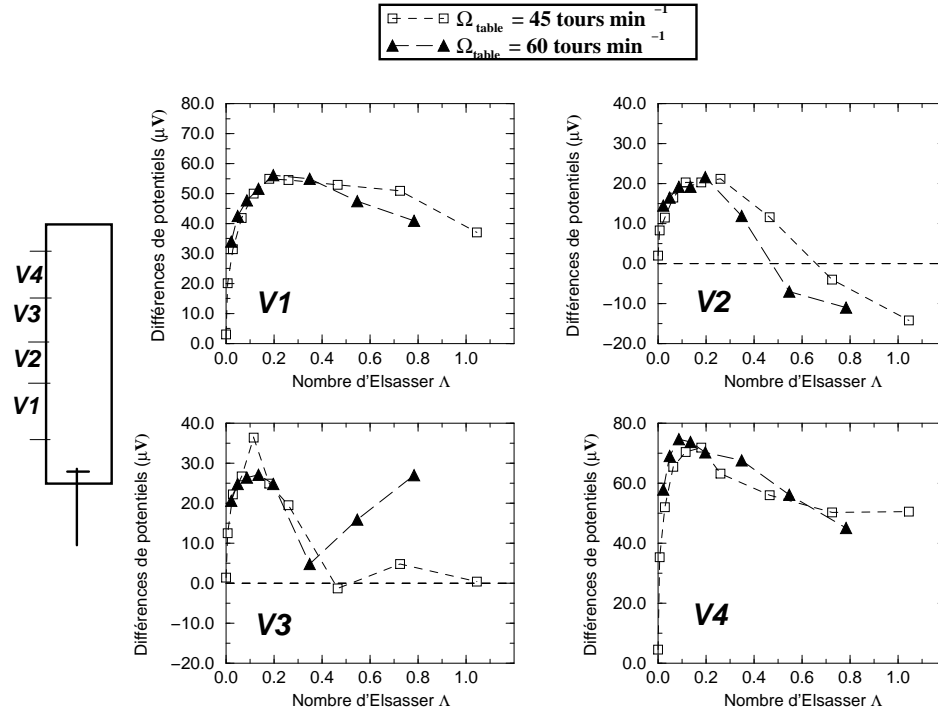 Ω table = 45 tours min −1
Ω table = 60 tours min −1
V4
V3
V2
V1
Différences de potentiels (µV)
80.0
70.0
60.0
50.0
40.0
30.0
20.0
10.0
0.0
0.0 0.2 0.4 0.6 0.8 1.0
Nombre d'Elsasser Λ
V1
Différences de potentiels (µV)
40.0
30.0
20.0
10.0
0.0
−10.0
−20.0
0.0 0.2 0.4 0.6 0.8 1.0
Nombre d'Elsasser Λ
V2
Différences de potentiels (µV)
40.0
30.0
20.0
10.0
0.0
−10.0
−20.0
0.0 0.2 0.4 0.6 0.8 1.0
Nombre d'Elsasser Λ
V3
Différences de potentiels (µV)
80.0
60.0
40.0
20.0
0.0
0.0 0.2 0.4 0.6 0.8 1.0
Nombre d'Elsasser Λ
V4